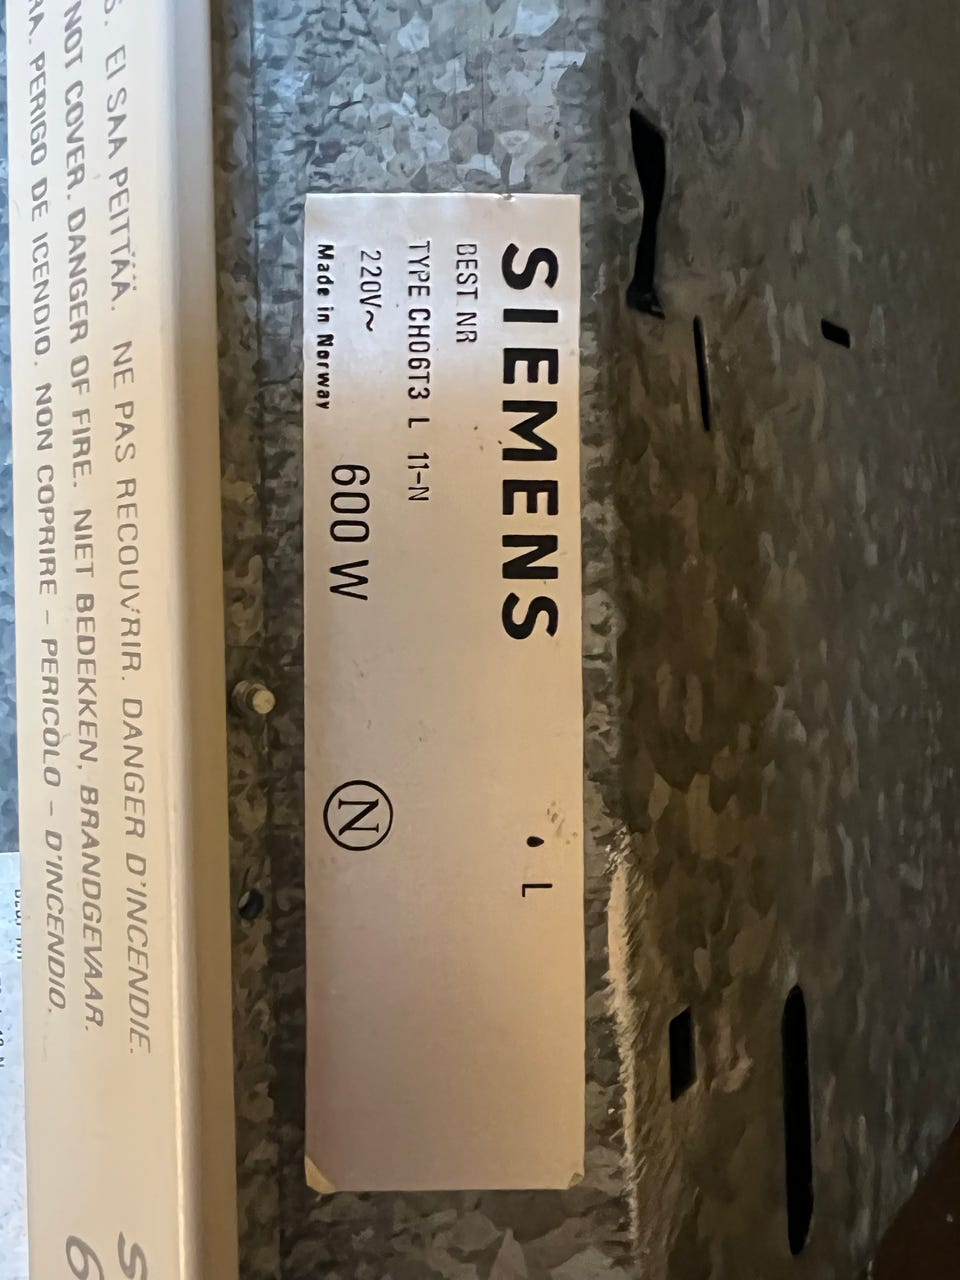 SIEMENS
BEST NR
TYPE CH06T3 L 11-N
220V~
Made in Norway
600 W
N
L
EI SAA PEITTÄÄ. NE PAS RECOUVRIR. DANGER D'INCENDIE.
NOT COVER. DANGER OF FIRE. NIET BEDEKKEN, BRANDGEVAAR.
PERIGO DE ICENDIO. NON COPRIRE - PERICOLO - D'INCENDIO.